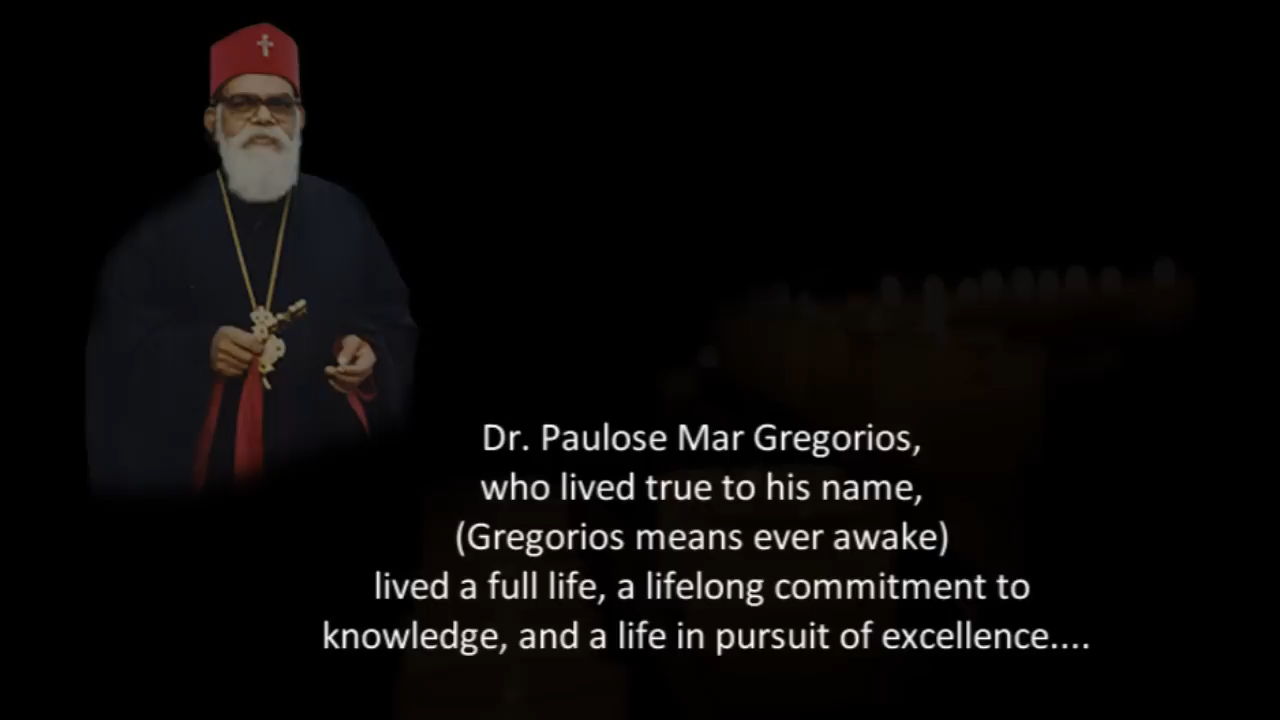 Dr. Paulose Mar Gregorios,
who lived true to his name,
(Gregorios means ever awake)
lived a full life, a lifelong commitment to
knowledge, and a life in pursuit of excellence....